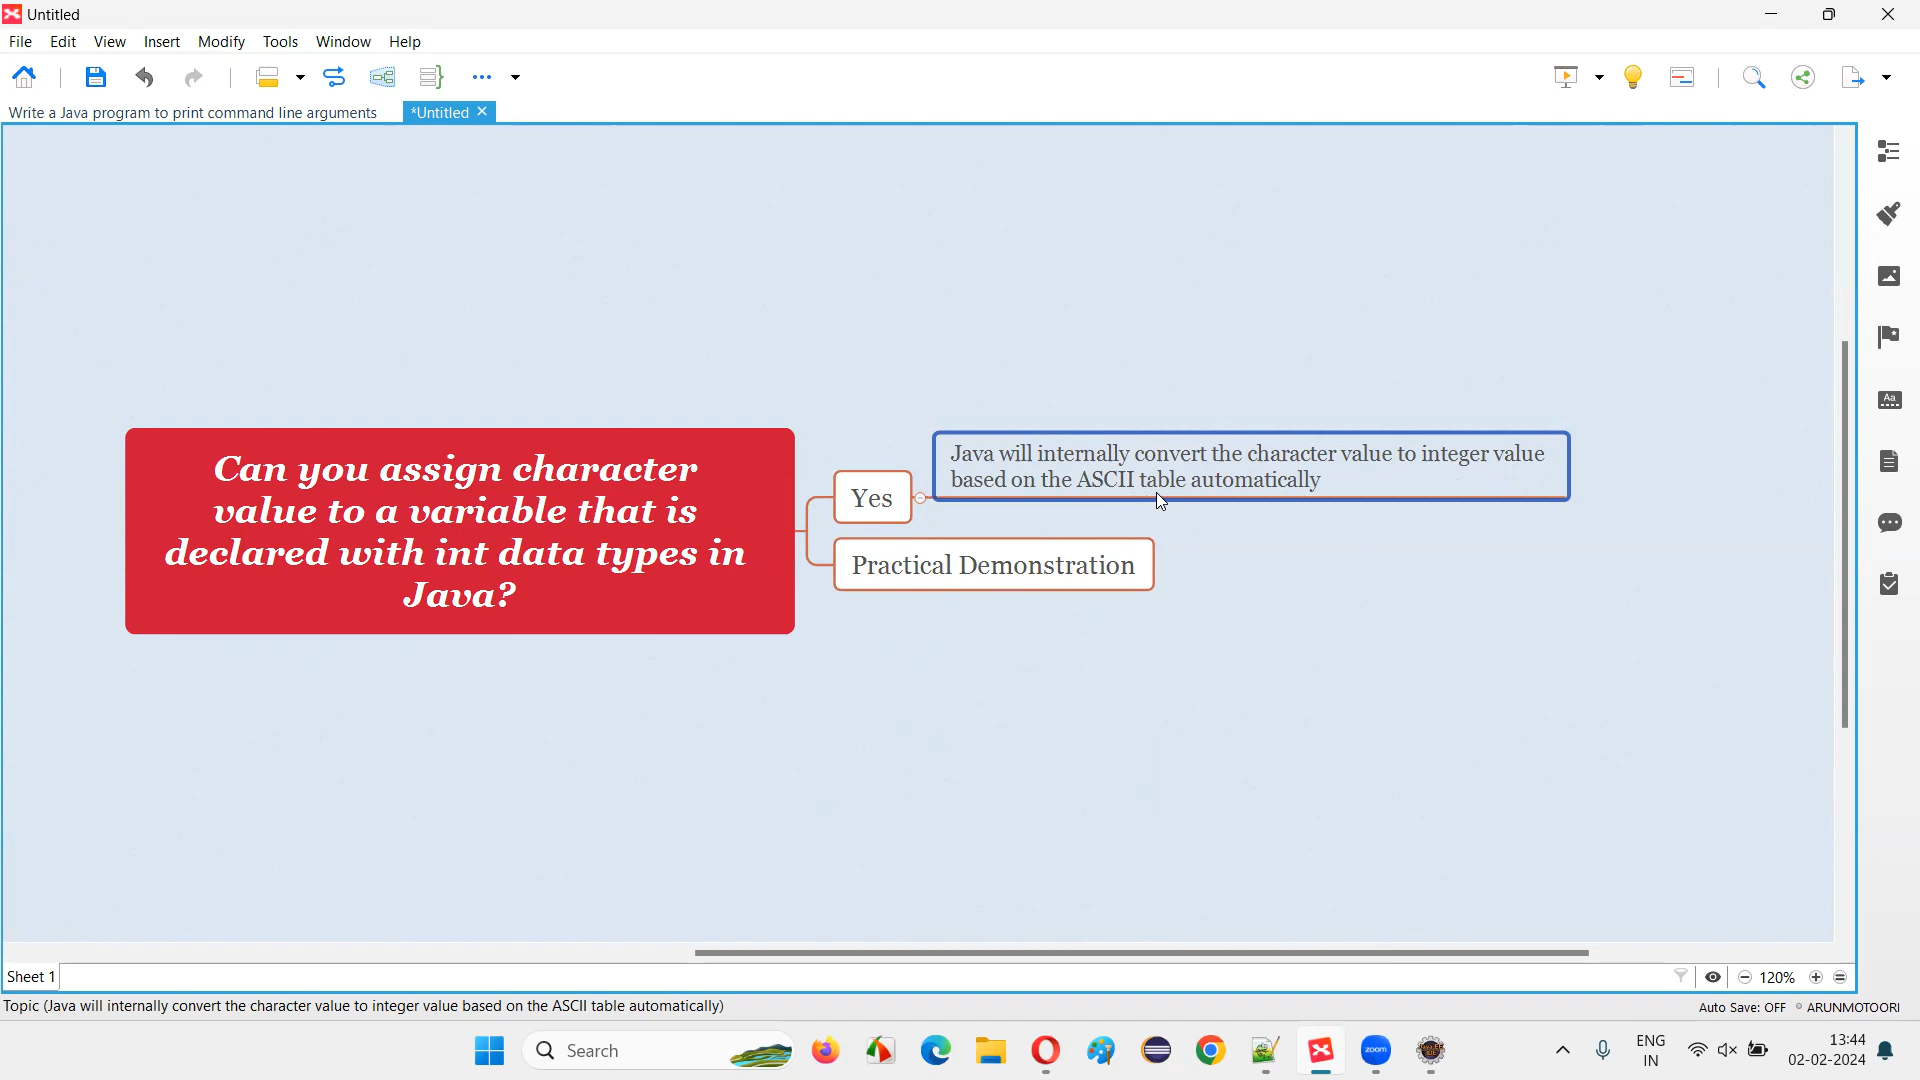 Untitled
File Edit View Insert Modify Tools Window Help
Write a Java program to print command line arguments *Untitled
Can you assign character
value to a variable that is
declared with int data types in
Java?
Yes
Java will internally convert the character value to integer value
based on the ASCII table automatically
Practical Demonstration
Aa
Sheet 1
120%
Topic (Java will internally convert the character value to integer value based on the ASCII table automatically)
Auto Save: OFF ARUNMOTOORI
Search
zoom
ENG
IN
13:44
02-02-2024